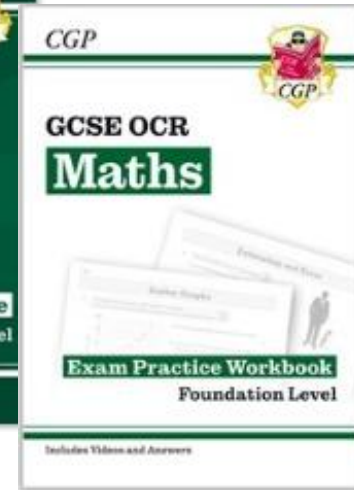 CGP
CGP
GCSE OCR
Maths
Exam Practice Workbook
Foundation Level
Includes Videos and Answers